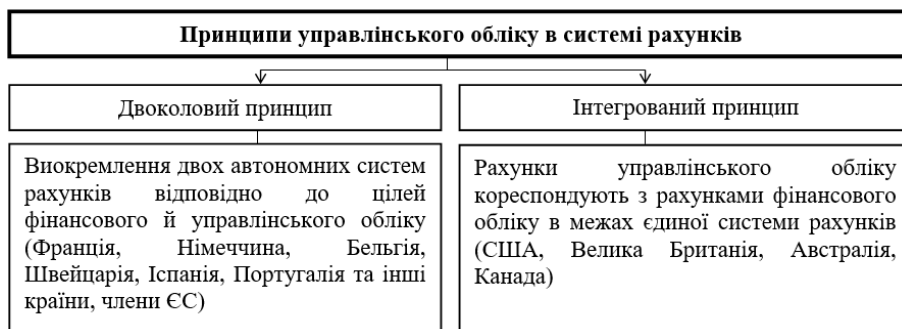 Принципи управлінського обліку в системі рахунків
Двоколовий принцип
Інтегрований принцип
Виокремлення двох автономних систем
рахунків відповідно до цілей
фінансового й управлінського обліку
(Франція, Німеччина, Бельгія,
Швейцарія, Іспанія, Португалія та інші
країни, члени ЄС)
Рахунки управлінського обліку
кореспондують з рахунками фінансового
обліку в межах єдиної системи рахунків
(США, Велика Британія, Австралія,
Канада)